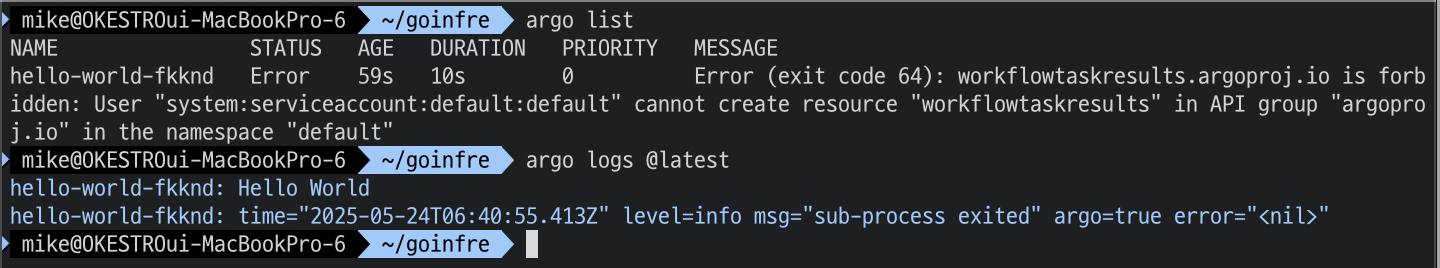 mike@OKESTROui-MacBookPro-6 ~/goinfre argo list
NAME STATUS AGE DURATION PRIORITY MESSAGE
hello-world-fkknd Error 59s 10s 0 Error (exit code 64): workflowtaskresults.argoproj.io is forb
idden: User "system:serviceaccount:default:default" cannot create resource "workflowtaskresults" in API group "argopro
j.io" in the namespace "default"
mike@OKESTROui-MacBookPro-6 ~/goinfre argo logs @latest
hello-world-fkknd: Hello World
hello-world-fkknd: time="2025-05-24T06:40:55.413Z" level=info msg="sub-process exited" argo=true error="<nil>"
mike@OKESTROui-MacBookPro-6 ~/goinfre